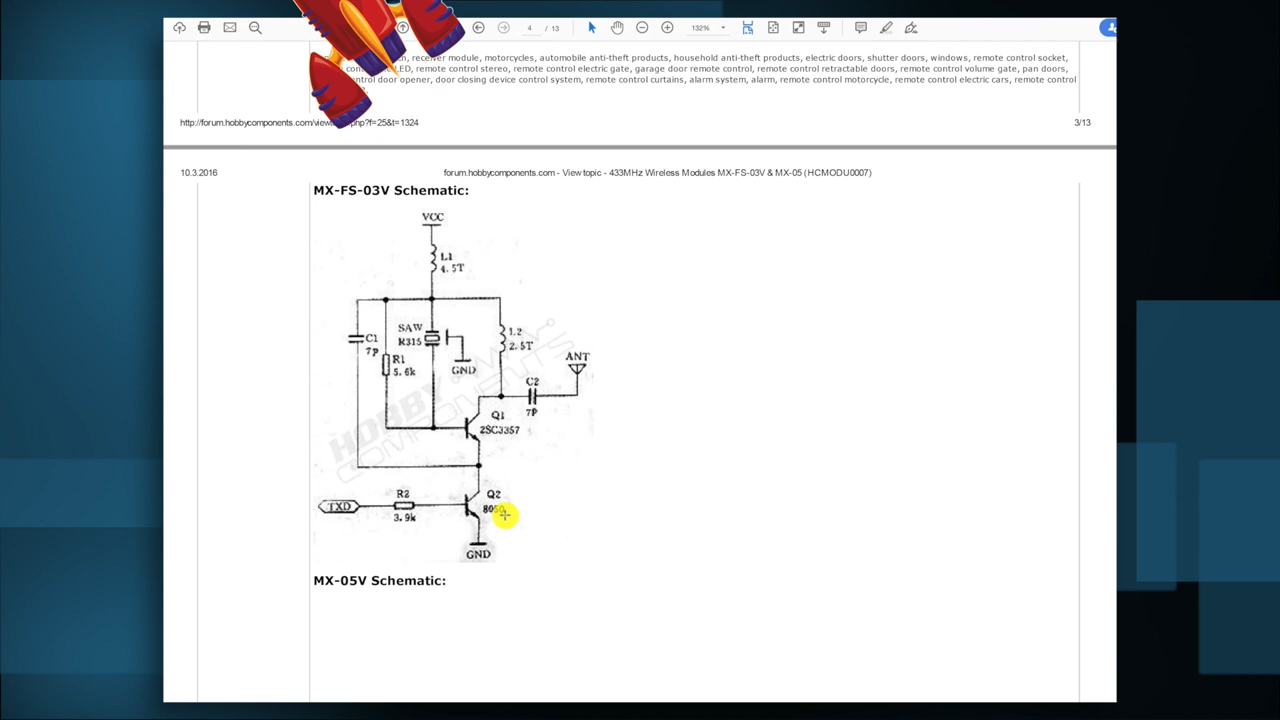 4 / 13
132%
receiver module, motorcycles, automobile anti-theft products, household anti-theft products, electric doors, shutter doors, windows, remote control socket,
LED, remote control stereo, remote control electric gate, garage door remote control, remote control retractable doors, remote control volume gate, pan doors,
door opener, door closing device control system, remote control curtains, alarm system, alarm, remote control motorcycle, remote control electric cars, remote control
http://forum.hobbycomponents.com/ .php?f=25&t=1324
3/13
10.3.2016
forum.hobbycomponents.com - View topic - 433MHz Wireless Modules MX-FS-03V & MX-05 (HCMODU0007)
MX-FS-03V Schematic:
VCC
L1
4.5T
SAW
R315
C1
7P
R1
5.6k
GND
L2
2.5T
ANT
C2
7P
Q1
2SC3357
HOBBY
COMPONENTS
TXD
R2
3.9k
Q2
8050
GND
MX-05V Schematic: